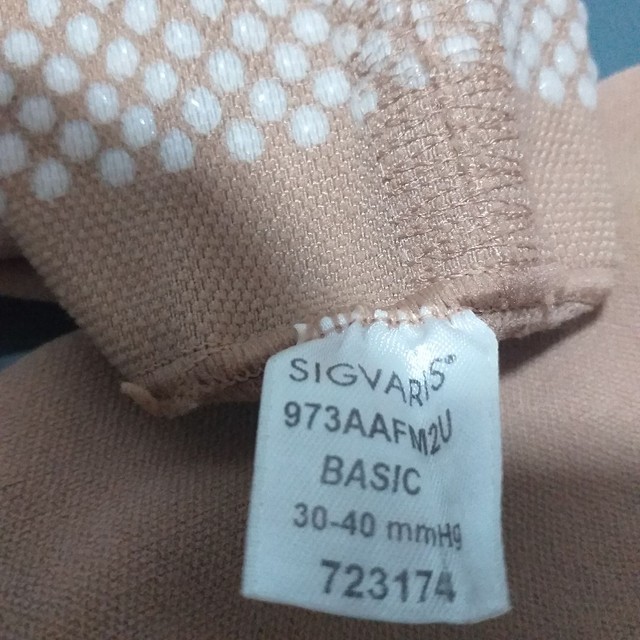 SIGVARIS®
973AAFM2U
BASIC
30-40 mmHg
723174